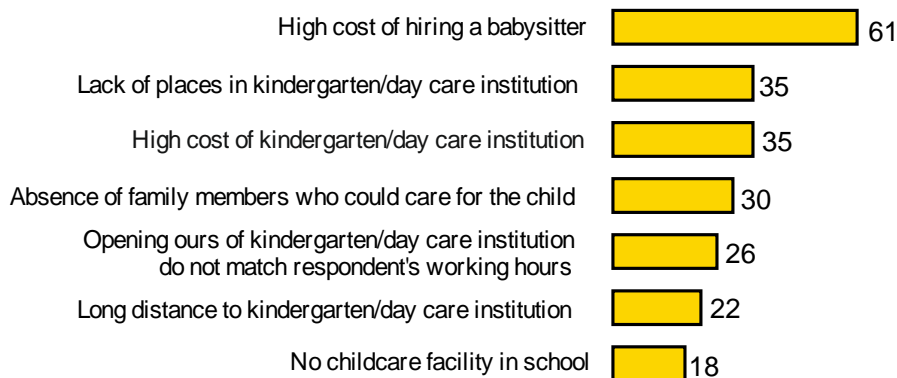 High cost of hiring a babysitter 61
Lack of places in kindergarten/day care institution 35
High cost of kindergarten/day care institution 35
Absence of family members who could care for the child 30
Opening ours of kindergarten/day care institution
do not match respondent's working hours 26
Long distance to kindergarten/day care institution 22
No childcare facility in school 18